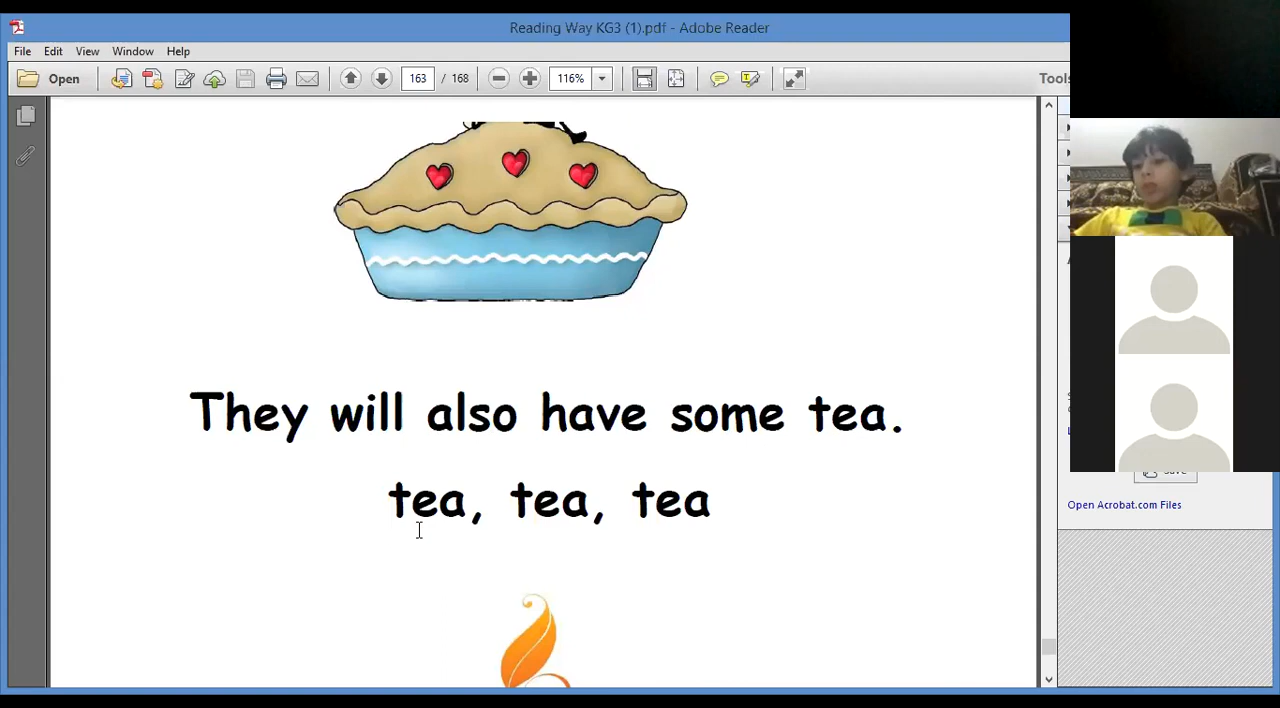 Reading Way KG3 (1).pdf - Adobe Reader
File Edit View Window Help
Open 163 / 168 116% Tools
They will also have some tea.
tea, tea, tea
Save
Open Acrobat.com Files